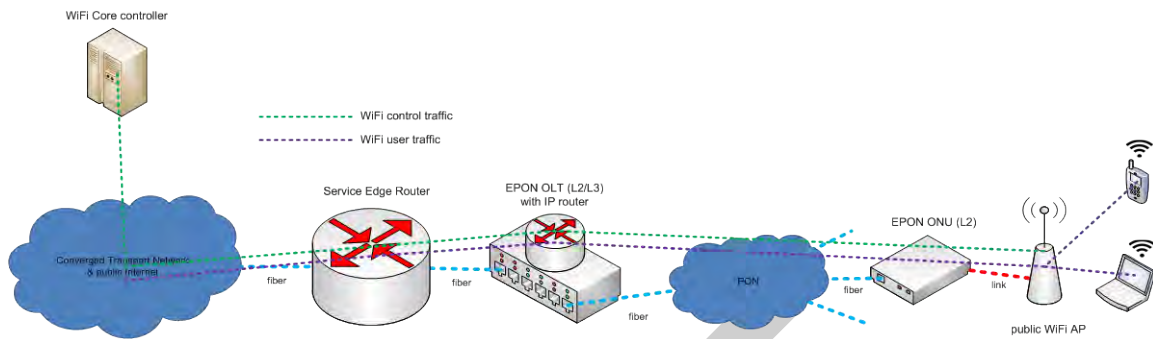 WiFi Core controller
WiFi control traffic
WiFi user traffic
Service Edge Router
EPON OLT (L2/L3)
with IP router
EPON ONU (L2)
Converged Transport Network
& public Internet
fiber
fiber
fiber
PON
fiber
link
public WiFi AP